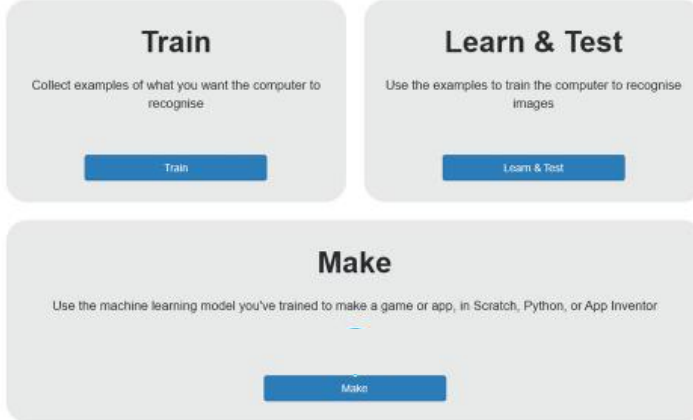 Train
Collect examples of what you want the computer to
recognise
Train
Learn & Test
Use the examples to train the computer to recognise
images
Learn & Test
Make
Use the machine learning model you've trained to make a game or app, in Scratch, Python, or App Inventor
Make